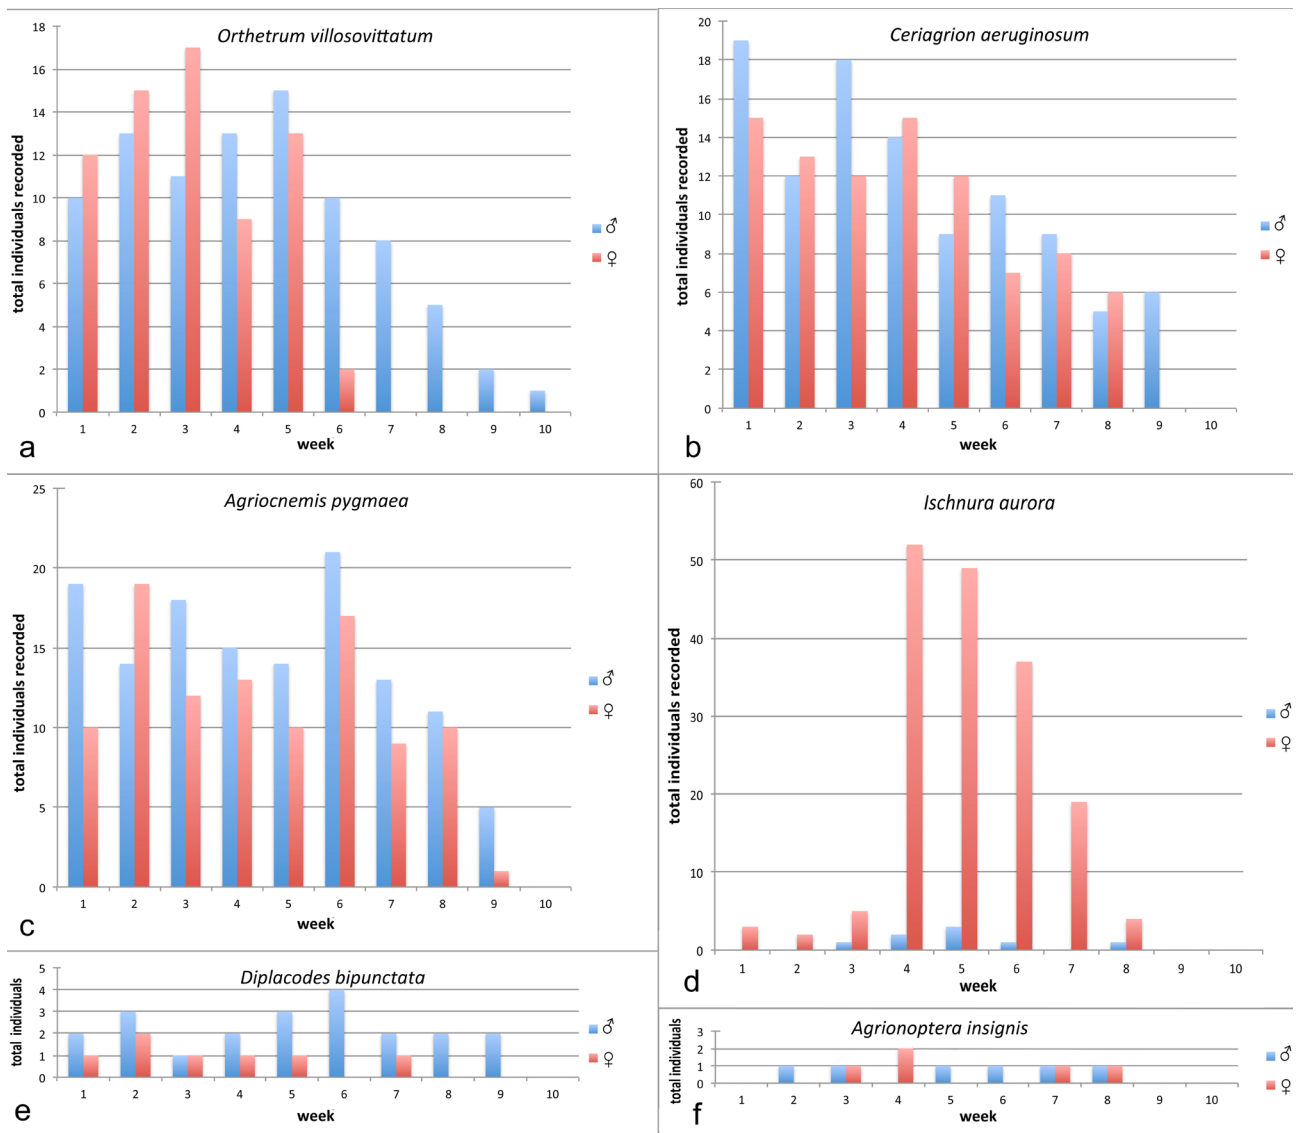 Orthetrum villosovittatum
18
16
14
12
10
8
6
4
2
0
total individuals recorded
1 2 3 4 5 6 7 8 9 10
week
♂
♀
a
Ceriagrion aeruginosum
20
18
16
14
12
10
8
6
4
2
0
total individuals recorded
1 2 3 4 5 6 7 8 9 10
week
♂
♀
b
Agriocnemis pygmaea
25
20
15
10
5
0
total individuals recorded
1 2 3 4 5 6 7 8 9 10
week
♂
♀
c
Ischnura aurora
60
50
40
30
20
10
0
total individuals recorded
1 2 3 4 5 6 7 8 9 10
week
♂
♀
d
Diplacodes bipunctata
5
4
3
2
1
0
total individuals
1 2 3 4 5 6 7 8 9 10
week
♂
♀
e
Agrionoptera insignis
3
2
1
0
total individuals
1 2 3 4 5 6 7 8 9 10
week
♂
♀
f